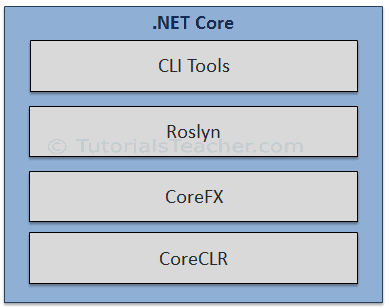 .NET Core
CLI Tools
Roslyn
© TutorialsTeacher.com
CoreFX
CoreCLR